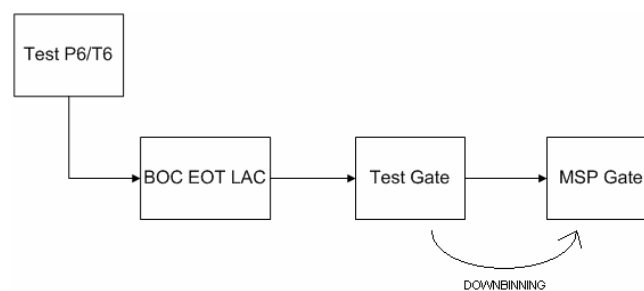 Test P6/T6
BOC EOT LAC
Test Gate
MSP Gate
DOWNBINNING